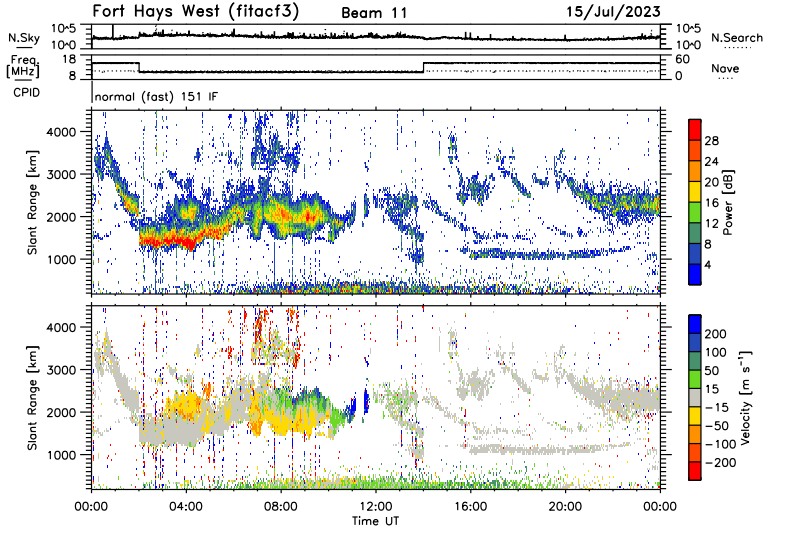 Fort Hays West (fitacf3) Beam 11 15/Jul/2023
N.Sky 10^5 10^0 10^5 10^0 N.Search
Freq. [MHz] 18 8 60 0 Nave
CPID normal (fast) 151 IF
Slant Range [km] 4000 3000 2000 1000
Power [dB] 28 24 20 16 12 8 4
Slant Range [km] 4000 3000 2000 1000
Velocity [m s^-1] 200 100 50 15 -15 -50 -100 -200
00:00 04:00 08:00 12:00 16:00 20:00 00:00
Time UT